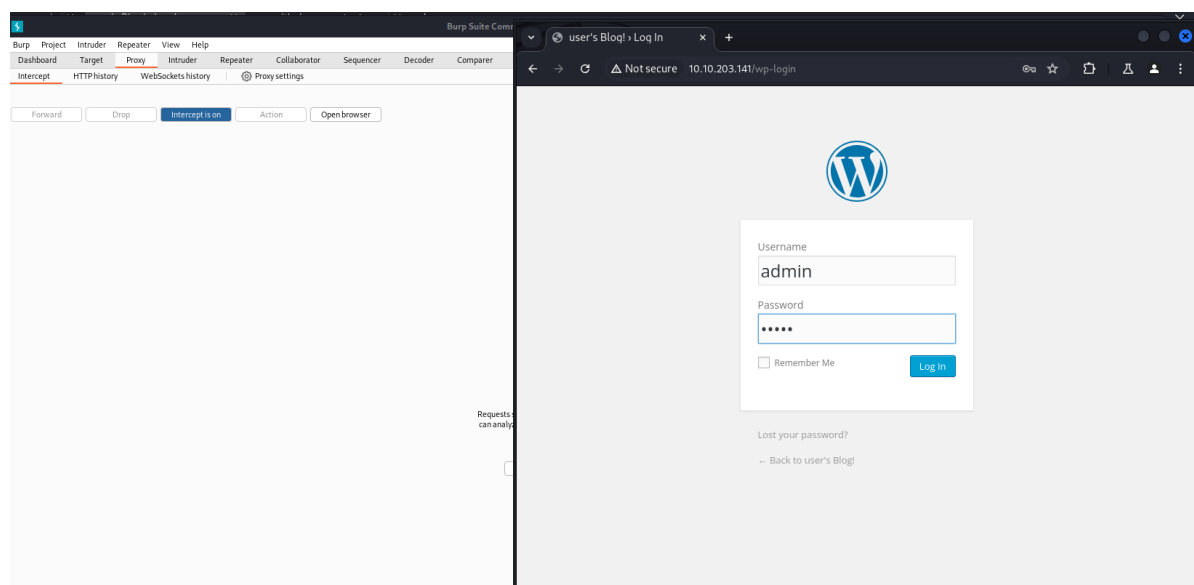 Burp Suite Comm
Burp Project Intruder Repeater View Help
Dashboard Target Proxy Intruder Repeater Collaborator Sequencer Decoder Comparer
Intercept HTTP history WebSockets history Proxy settings
Forward Drop Intercept is on Action Open browser
Requests
can analy
user's Blog! › Log In
Not secure 10.10.203.141/wp-login
Username
admin
Password
•••••
Remember Me
Log In
Lost your password?
← Back to user's Blog!